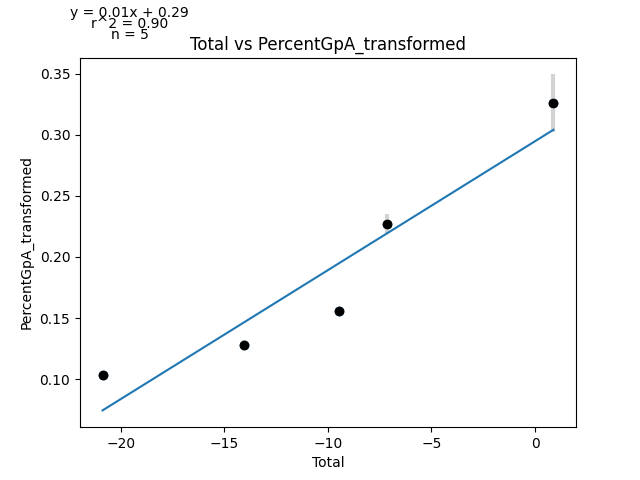 y = 0.01x + 0.29
r^2 = 0.90
n = 5
Total vs PercentGpA_transformed
0.35
0.30
0.25
0.20
0.15
0.10
PercentGpA_transformed
−20
−15
−10
−5
0
Total